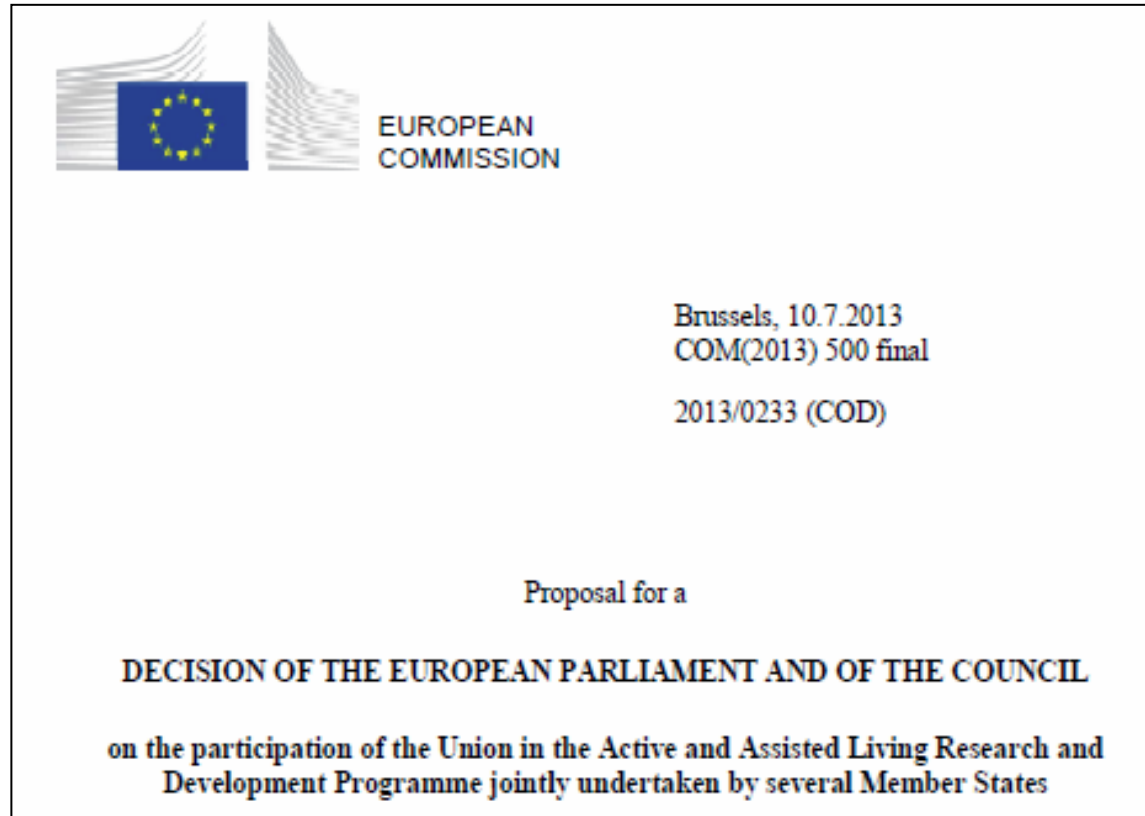 EUROPEAN
COMMISSION
Brussels, 10.7.2013
COM(2013) 500 final
2013/0233 (COD)
Proposal for a
DECISION OF THE EUROPEAN PARLIAMENT AND OF THE COUNCIL
on the participation of the Union in the Active and Assisted Living Research and
Development Programme jointly undertaken by several Member States